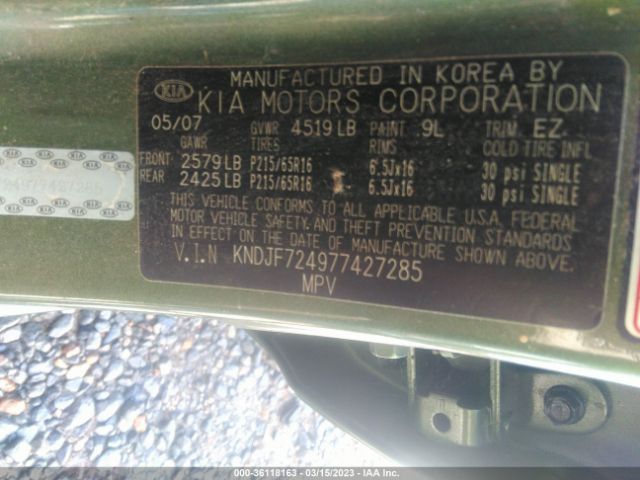 MANUFACTURED IN KOREA BY
KIA KIA MOTORS CORPORATION
05/07 GVWR 4519 LB PAINT 9L TRIM EZ
GAWR TIRES RIMS COLD TIRE INFL
FRONT 2579 LB P215/65R16 6.5Jx16 30 psi SINGLE
REAR 2425 LB P215/65R16 6.5Jx16 30 psi SINGLE
THIS VEHICLE CONFORMS TO ALL APPLICABLE U.S.A. FEDERAL
MOTOR VEHICLE SAFETY, AND THEFT PREVENTION STANDARDS
IN EFFECT ON THE DATE OF MANUFACTURE SHOWN ABOVE.
V.I.N KNDJF724977427285
MPV
724977427285
000-36118163 - 03/15/2023 - IAA Inc.